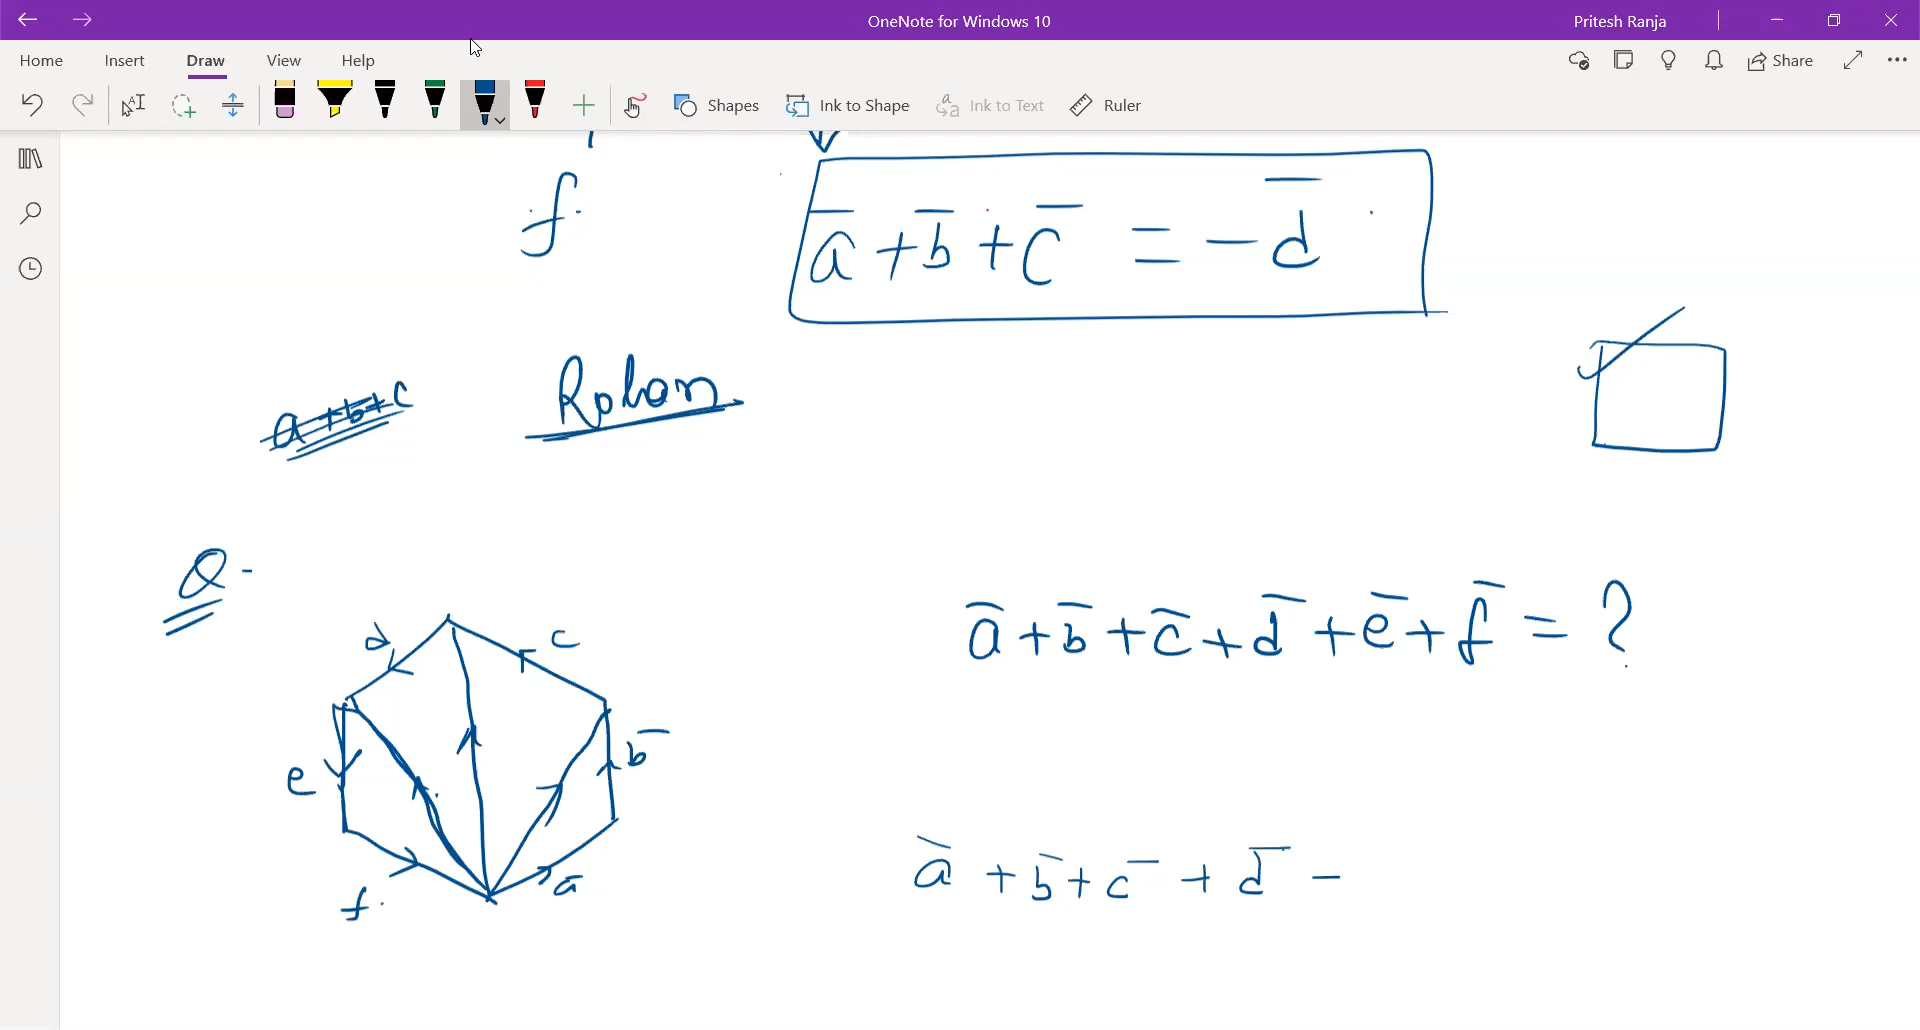 OneNote for Windows 10
Pritesh Ranja
Home Insert Draw View Help
Share
Shapes Ink to Shape Ink to Text Ruler
f
a̅ + b̅ + c̅ = - d̅
a + b + c
Rohan
Q -
a̅ + b̅ + c̅ + d̅ + e̅ + f̅ = ?
d
c
b̅
e
a̅
f
a̅ + b̅ + c̅ + d̅ -